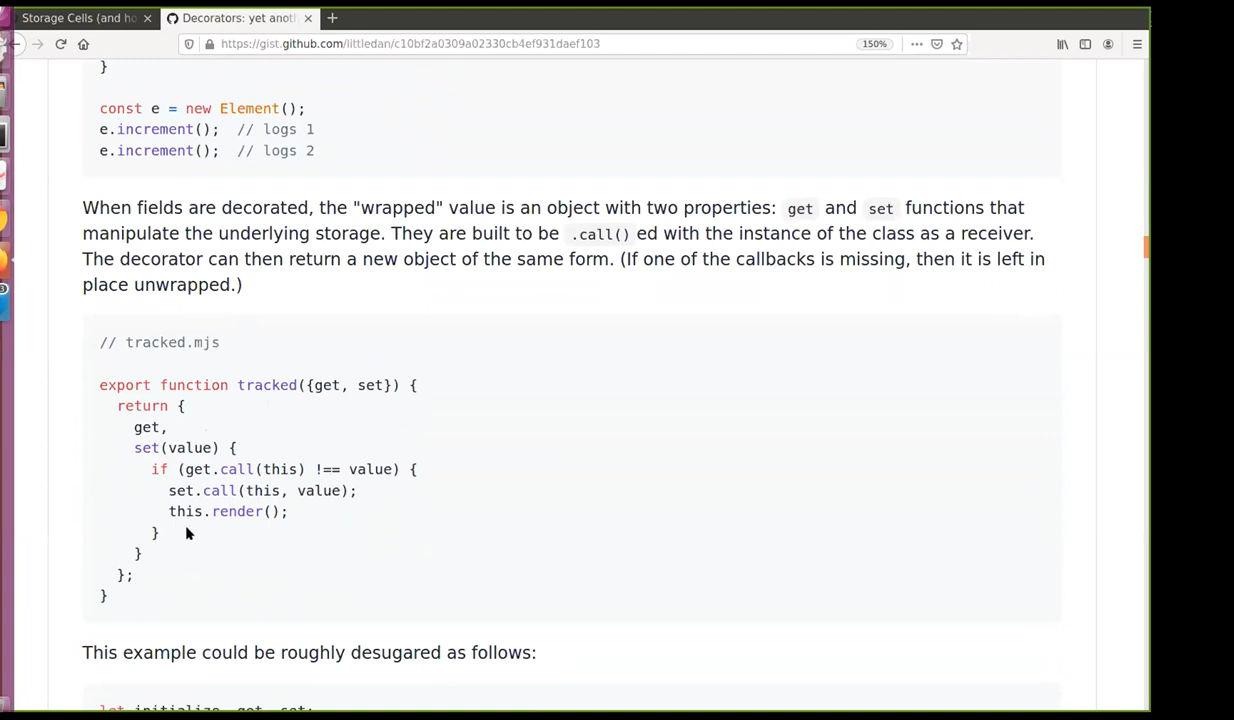 Storage Cells (and ho
Decorators: yet anoth
https://gist.github.com/littledan/c10bf2a0309a02330cb4ef931daef103
150%
}
const e = new Element();
e.increment();  // logs 1
e.increment();  // logs 2
When fields are decorated, the "wrapped" value is an object with two properties: get and set functions that
manipulate the underlying storage. They are built to be .call() ed with the instance of the class as a receiver.
The decorator can then return a new object of the same form. (If one of the callbacks is missing, then it is left in
place unwrapped.)
// tracked.mjs
export function tracked({get, set}) {
  return {
    get,
    set(value) {
      if (get.call(this) !== value) {
        set.call(this, value);
        this.render();
      }
    }
  };
}
This example could be roughly desugared as follows:
let initialize, get, set;